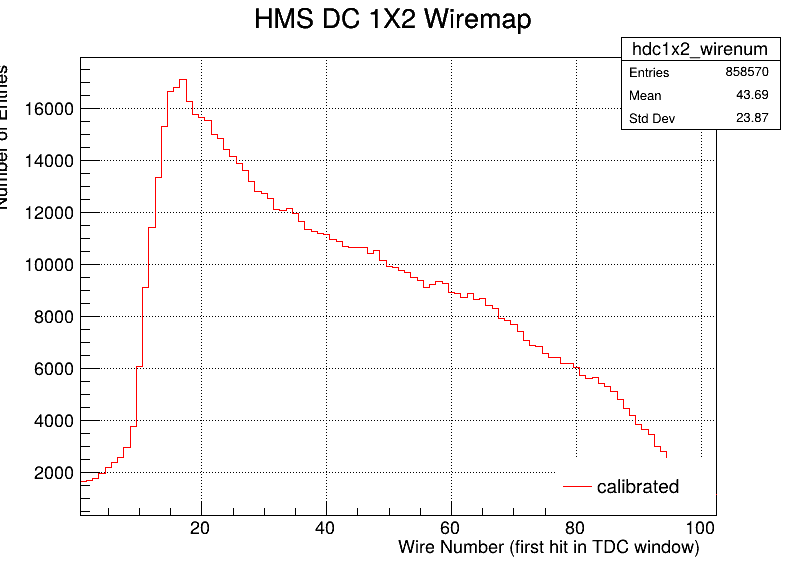 HMS DC 1X2 Wiremap
hdc1x2_wirenum
Entries 858570
Mean 43.69
Std Dev 23.87
Number of Entries
16000
14000
12000
10000
8000
6000
4000
2000
calibrated
20 40 60 80 100
Wire Number (first hit in TDC window)